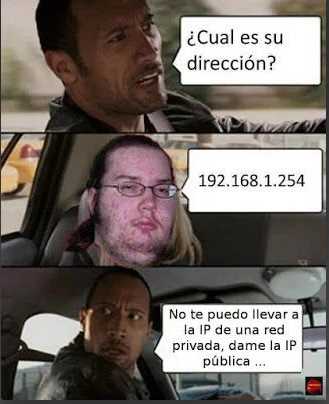 ¿Cual es su
dirección?
192.168.1.254
No te puedo llevar a
la IP de una red
privada, dame la IP
pública ...